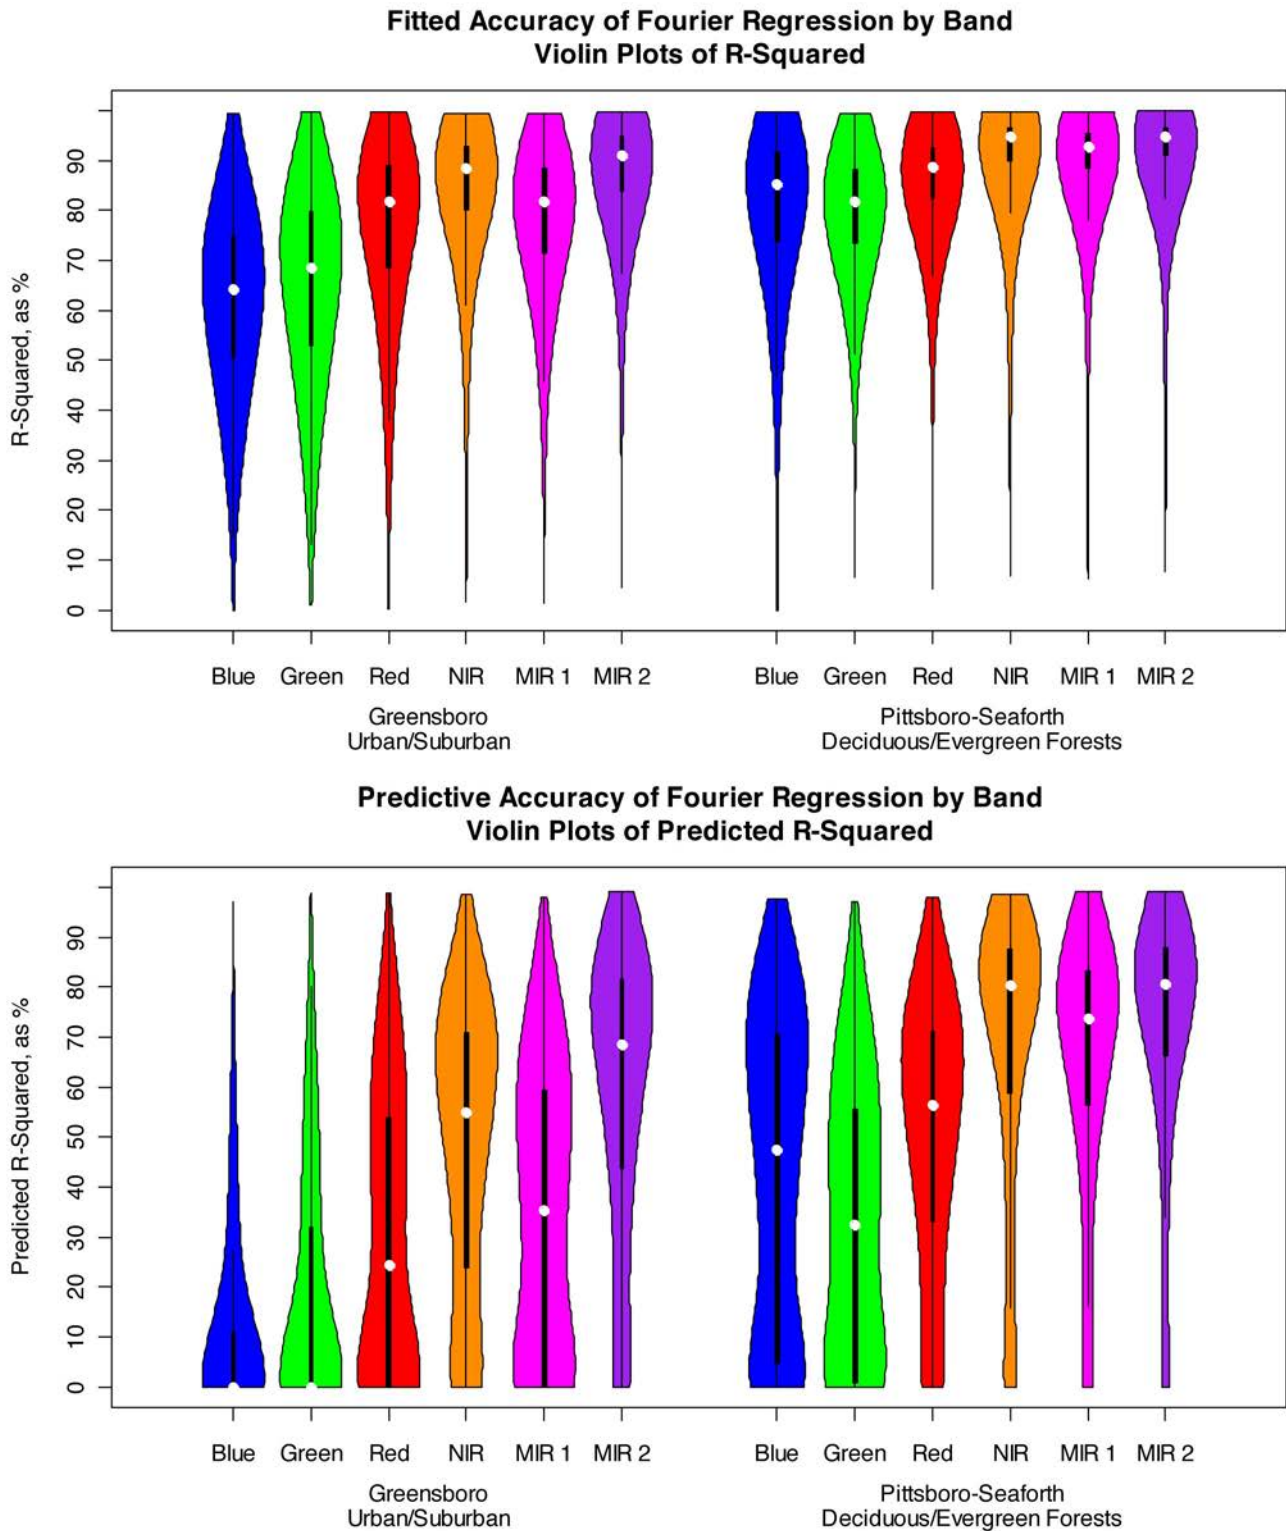 Fitted Accuracy of Fourier Regression by Band
Violin Plots of R-Squared
R-Squared, as %
90
80
70
60
50
40
30
20
10
0
Blue Green Red NIR MIR 1 MIR 2 Blue Green Red NIR MIR 1 MIR 2
Greensboro Pittsboro-Seaforth
Urban/Suburban Deciduous/Evergreen Forests
Predictive Accuracy of Fourier Regression by Band
Violin Plots of Predicted R-Squared
Predicted R-Squared, as %
90
80
70
60
50
40
30
20
10
0
Blue Green Red NIR MIR 1 MIR 2 Blue Green Red NIR MIR 1 MIR 2
Greensboro Pittsboro-Seaforth
Urban/Suburban Deciduous/Evergreen Forests